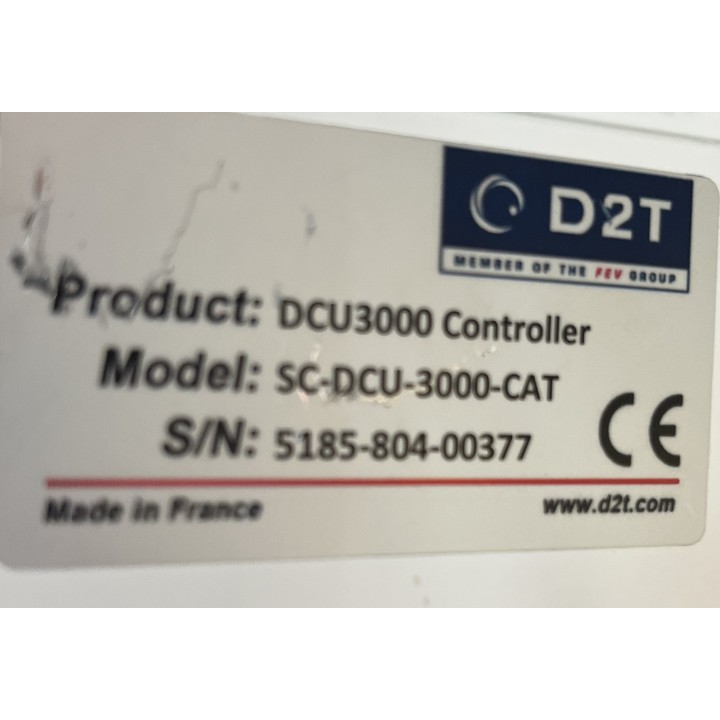 D2T
MEMBER OF THE FEV GROUP
Product: DCU3000 Controller
Model: SC-DCU-3000-CAT
S/N: 5185-804-00377
CE
Made in France
www.d2t.com